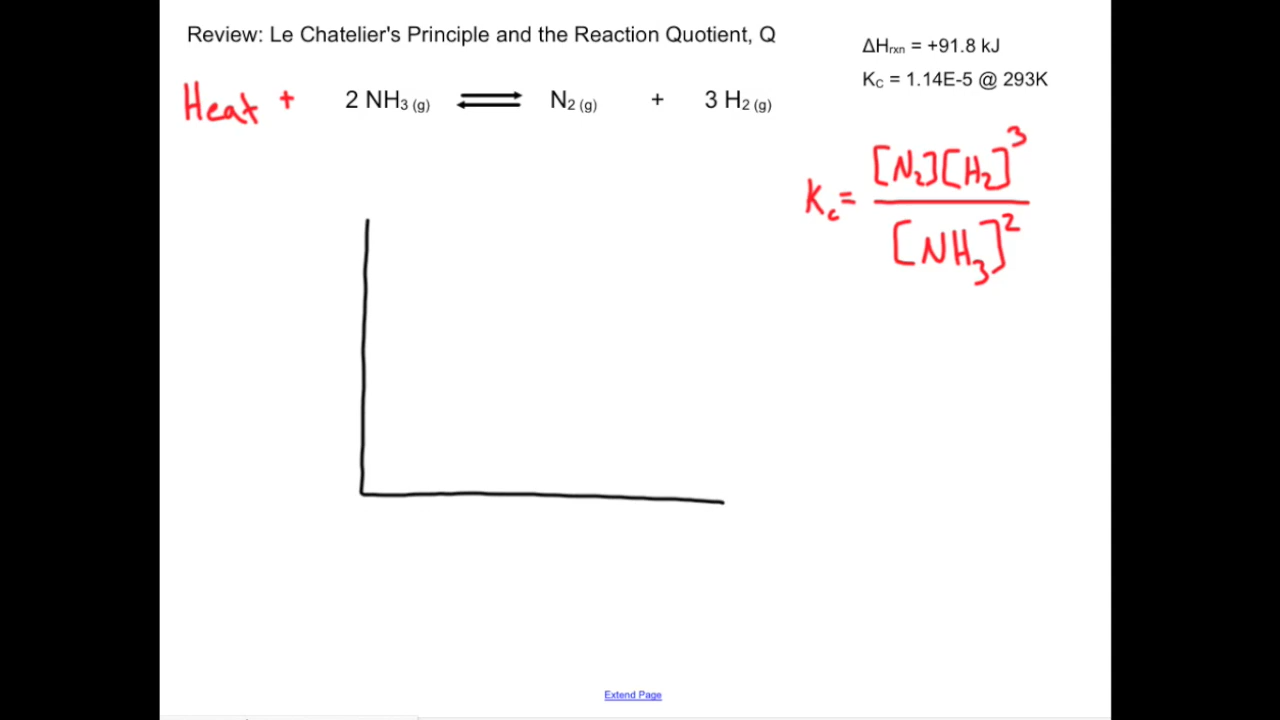 Review: Le Chatelier's Principle and the Reaction Quotient, Q
ΔHrxn = +91.8 kJ
KC = 1.14E-5 @ 293K
Heat + 2 NH3 (g) ⇌ N2 (g) + 3 H2 (g)
Kc = [N2][H2]^3
[NH3]^2
Extend Page